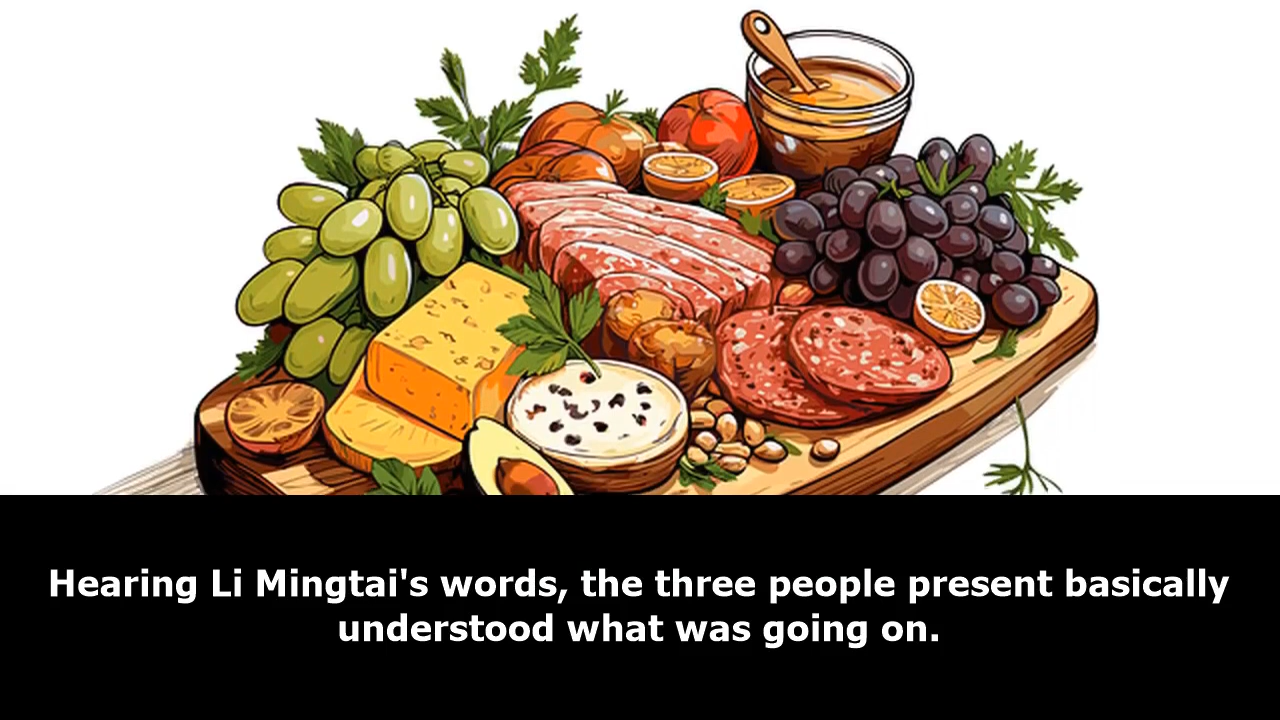 Hearing Li Mingtai's words, the three people present basically
understood what was going on.